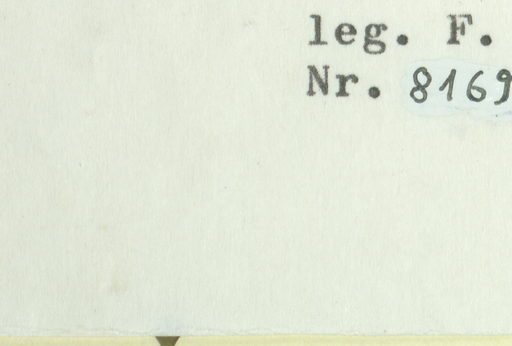 leg. F.
Nr. 8169